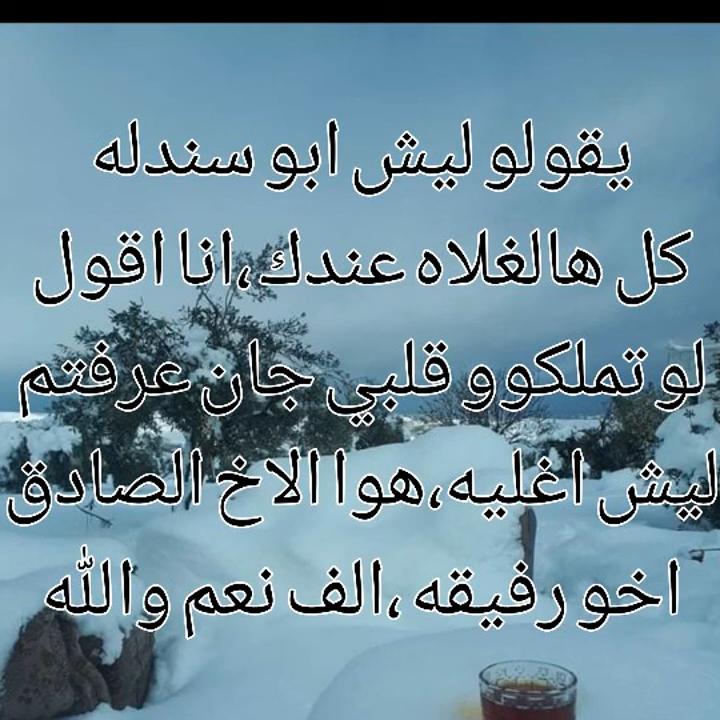 يقولو ليش ابو سندله
كل هالغلاه عندك،انا اقول
لو تملكوو قلبي جان عرفتم
ليش اغليه،هوا الاخ الصادق
اخو رفيقه،الف نعم والله